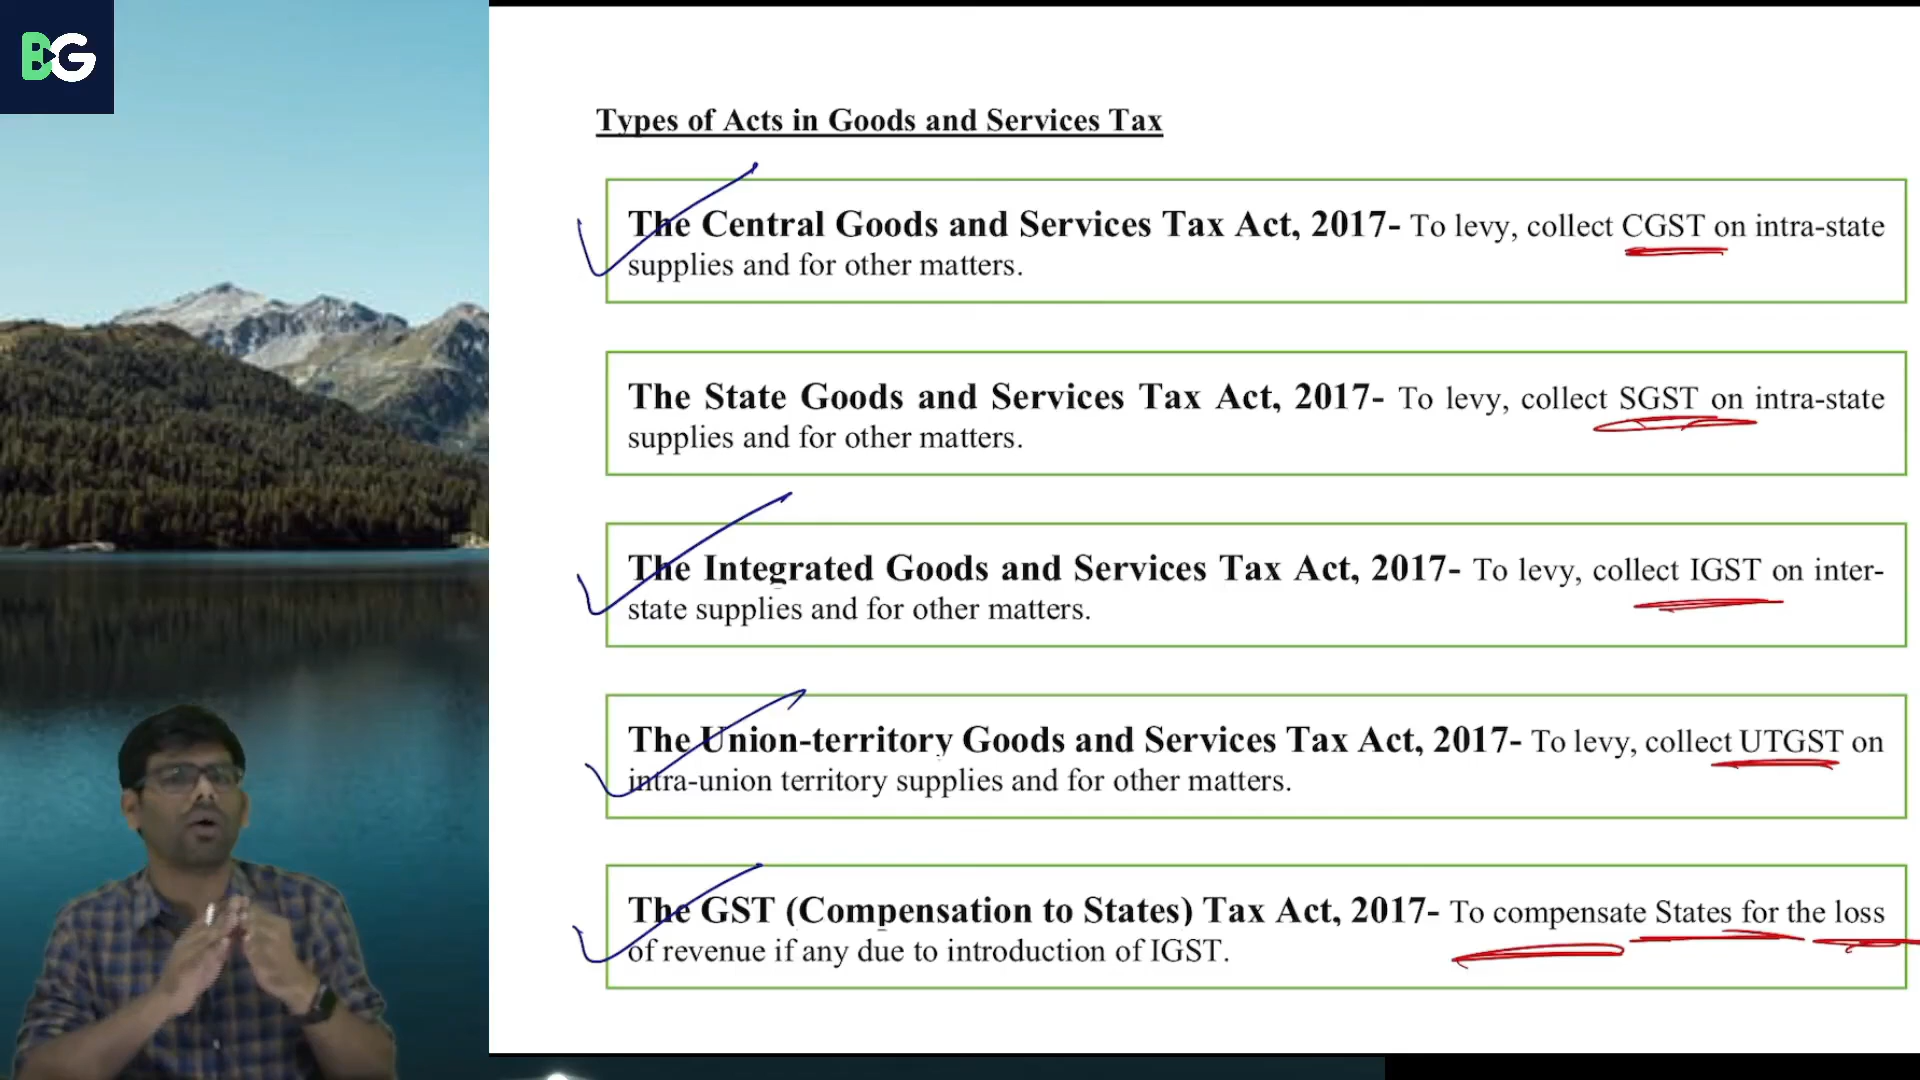 BG
Types of Acts in Goods and Services Tax
The Central Goods and Services Tax Act, 2017- To levy, collect CGST on intra-state
supplies and for other matters.
The State Goods and Services Tax Act, 2017- To levy, collect SGST on intra-state
supplies and for other matters.
The Integrated Goods and Services Tax Act, 2017- To levy, collect IGST on inter-
state supplies and for other matters.
The Union-territory Goods and Services Tax Act, 2017- To levy, collect UTGST on
intra-union territory supplies and for other matters.
The GST (Compensation to States) Tax Act, 2017- To compensate States for the loss
of revenue if any due to introduction of IGST.